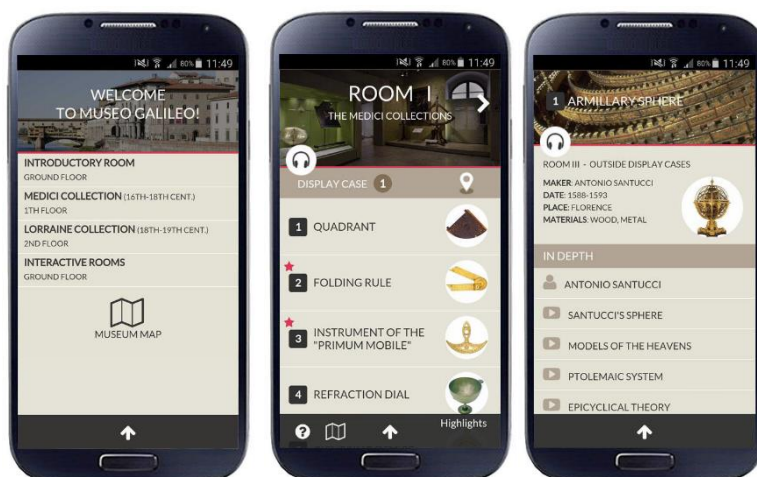 80% 11:49
WELCOME
TO MUSEO GALILEO!
INTRODUCTORY ROOM
GROUND FLOOR
MEDICI COLLECTION (16TH-18TH CENT.)
1TH FLOOR
LORRAINE COLLECTION (18TH-19TH CENT.)
2ND FLOOR
INTERACTIVE ROOMS
GROUND FLOOR
MUSEUM MAP
80% 11:49
ROOM I
THE MEDICI COLLECTIONS
DISPLAY CASE 1
1 QUADRANT
2 FOLDING RULE
3 INSTRUMENT OF THE
"PRIMUM MOBILE"
4 REFRACTION DIAL
? Highlights
80% 11:49
1 ARMILLARY SPHERE
ROOM III - OUTSIDE DISPLAY CASES
MAKER: ANTONIO SANTUCCI
DATE: 1588-1593
PLACE: FLORENCE
MATERIALS: WOOD, METAL
IN DEPTH
ANTONIO SANTUCCI
SANTUCCI'S SPHERE
MODELS OF THE HEAVENS
PTOLEMAIC SYSTEM
EPICYCLICAL THEORY